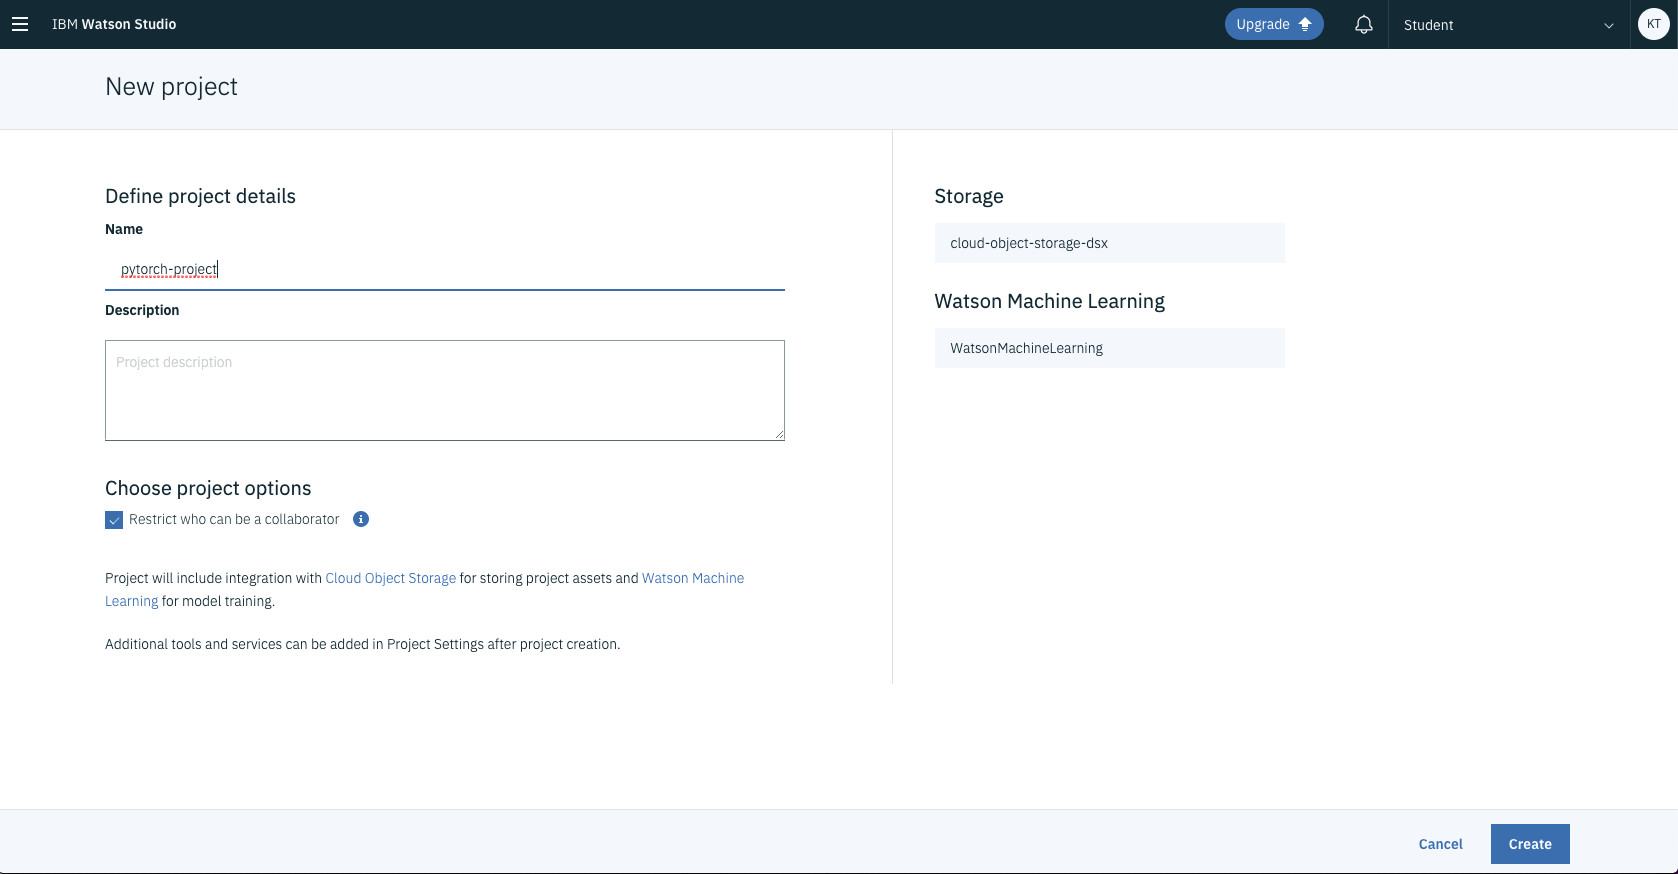 IBM Watson Studio
Upgrade
Student
KT
New project
Define project details
Name
pytorch-project
Description
Project description
Choose project options
Restrict who can be a collaborator
Project will include integration with Cloud Object Storage for storing project assets and Watson Machine
Learning for model training.
Additional tools and services can be added in Project Settings after project creation.
Storage
cloud-object-storage-dsx
Watson Machine Learning
WatsonMachineLearning
Cancel
Create